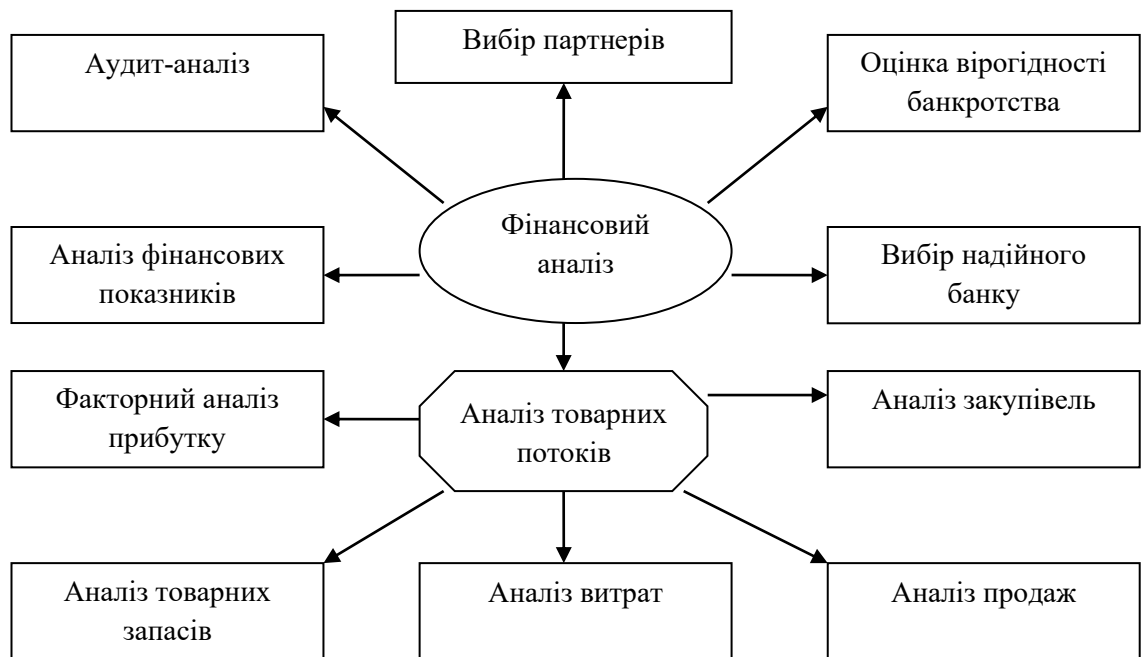 Вибір партнерів
Аудит-аналіз
Оцінка вірогідності
банкротства
Фінансовий
аналіз
Аналіз фінансових
показників
Вибір надійного
банку
Факторний аналіз
прибутку
Аналіз товарних
потоків
Аналіз закупівель
Аналіз товарних
запасів
Аналіз витрат
Аналіз продаж